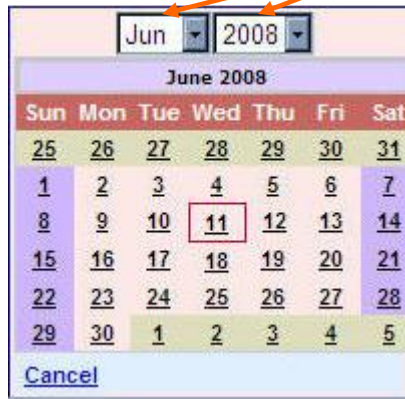 Jun 2008
June 2008
Sun Mon Tue Wed Thu Fri Sat
25 26 27 28 29 30 31
1 2 3 4 5 6 7
8 9 10 11 12 13 14
15 16 17 18 19 20 21
22 23 24 25 26 27 28
29 30 1 2 3 4 5
Cancel